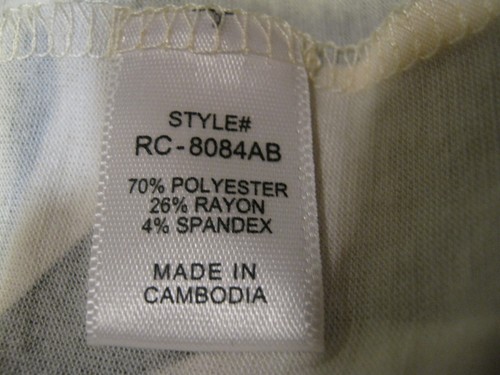 STYLE#
RC-8084AB
70% POLYESTER
26% RAYON
4% SPANDEX
MADE IN
CAMBODIA